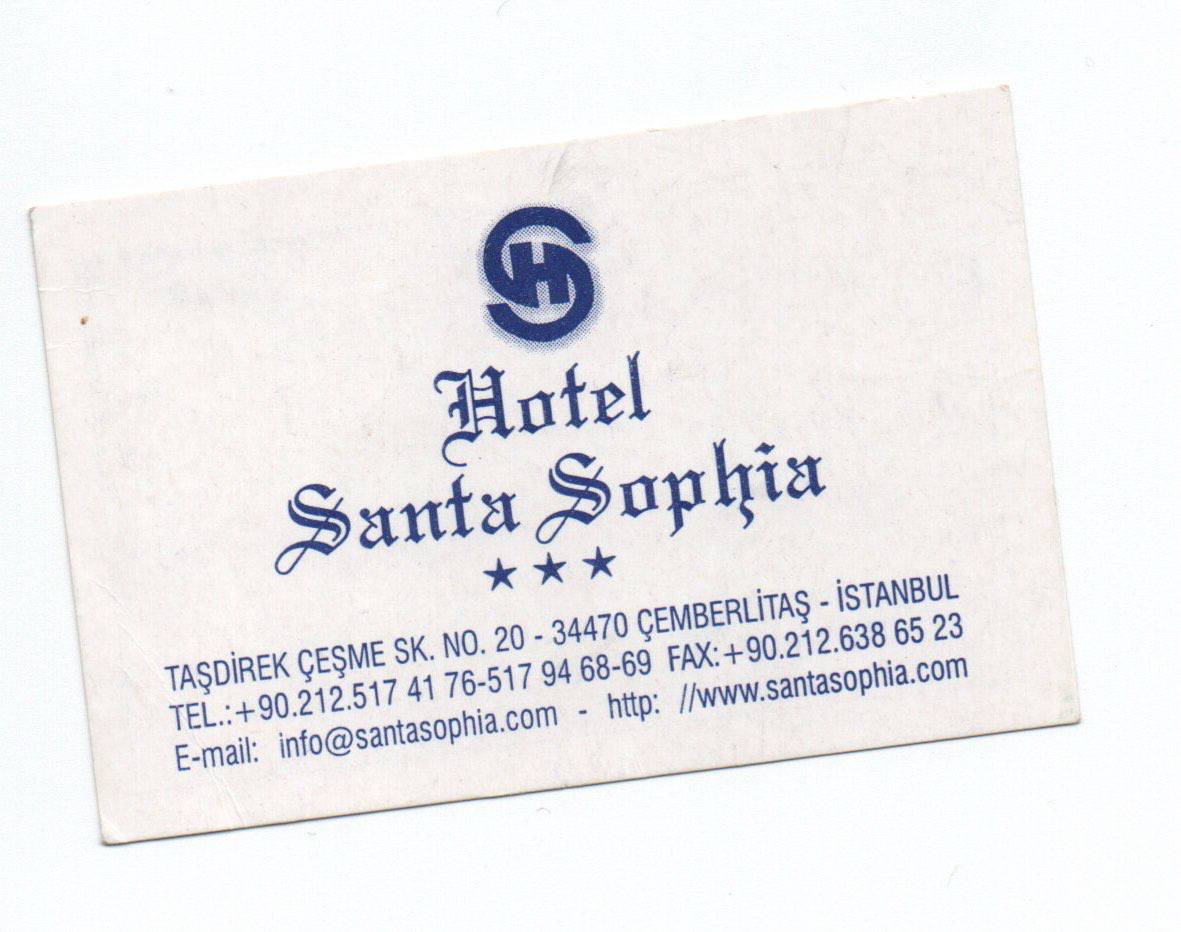 SH
Hotel
Santa Sophia
★★★
TAŞDİREK ÇEŞME SK. NO. 20 - 34470 ÇEMBERLİTAŞ - İSTANBUL
TEL.:+90.212.517 41 76-517 94 68-69 FAX:+90.212.638 65 23
E-mail: info@santasophia.com - http: //www.santasophia.com